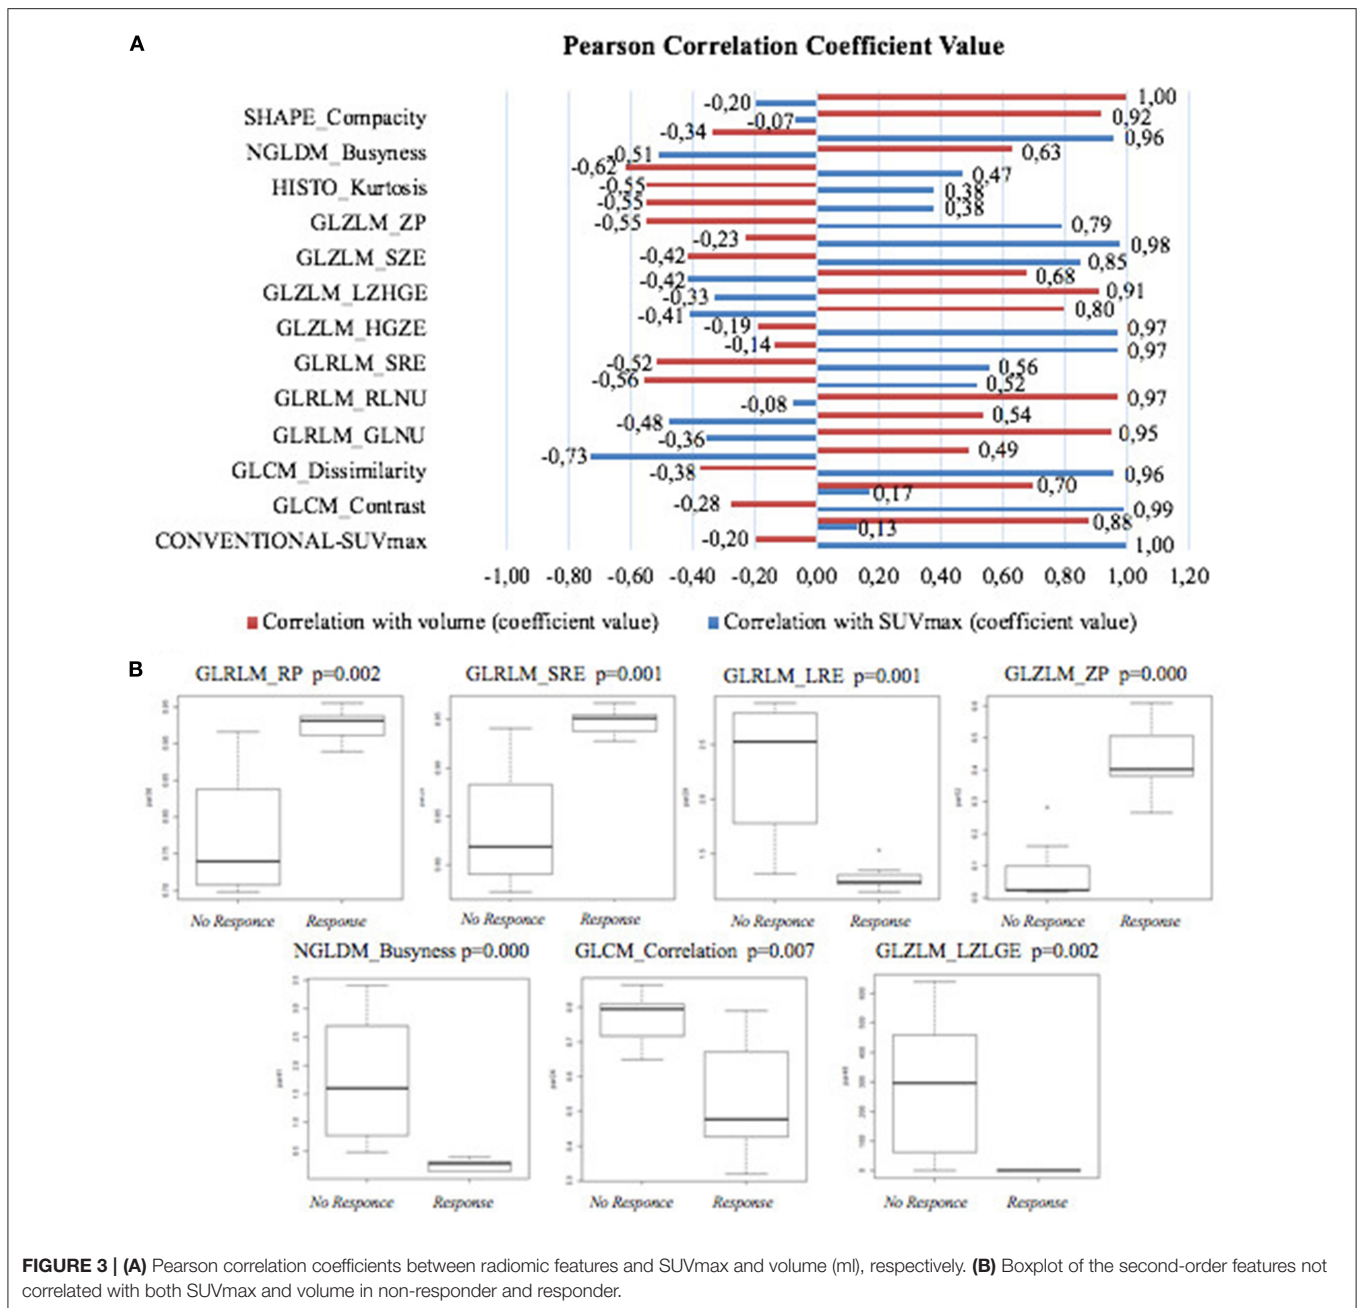 A
Pearson Correlation Coefficient Value
-0,20 1,00
SHAPE_Compacity -0,07 0,92
-0,34 0,96
NGLDM_Busyness -0,51 0,63
-0,62 0,47
HISTO_Kurtosis -0,55 0,38
-0,55 0,38
GLZLM_ZP -0,55 0,79
-0,23 0,98
GLZLM_SZE -0,42 0,85
-0,42 0,68
GLZLM_LZHGE -0,33 0,91
-0,41 0,80
GLZLM_HGZE -0,19 0,97
-0,14 0,97
GLRLM_SRE -0,52 0,56
-0,56 0,52
GLRLM_RLNU -0,08 0,97
-0,48 0,54
GLRLM_GLNU -0,36 0,95
-0,73 0,49
GLCM_Dissimilarity -0,38 0,96
0,17 0,70
GLCM_Contrast -0,28 0,99
0,13 0,88
CONVENTIONAL-SUVmax -0,20 1,00
-1,00 -0,80 -0,60 -0,40 -0,20 0,00 0,20 0,40 0,60 0,80 1,00 1,20
Correlation with volume (coefficient value) Correlation with SUVmax (coefficient value)
B
GLRLM_RP p=0.002 GLRLM_SRE p=0.001 GLRLM_LRE p=0.001 GLZLM_ZP p=0.000
No Responce Response No Responce Response No Responce Response No Responce Response
NGLDM_Busyness p=0.000 GLCM_Correlation p=0.007 GLZLM_LZLGE p=0.002
No Responce Response No Responce Response No Responce Response
FIGURE 3 | (A) Pearson correlation coefficients between radiomic features and SUVmax and volume (ml), respectively. (B) Boxplot of the second-order features not
correlated with both SUVmax and volume in non-responder and responder.